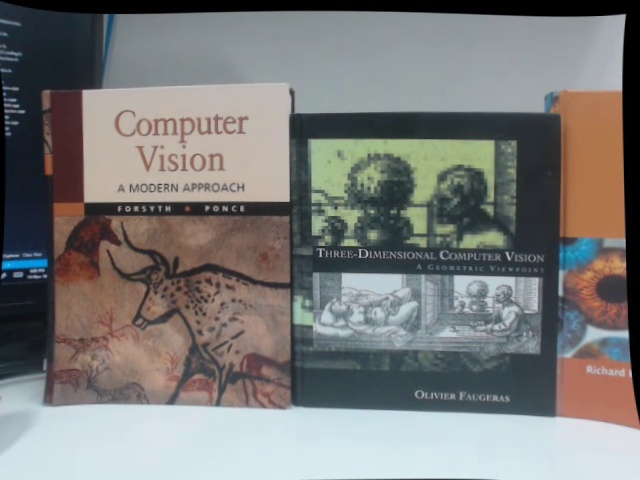 Computer
Vision
A MODERN APPROACH
FORSYTH • PONCE
THREE-DIMENSIONAL COMPUTER VISION
A GEOMETRIC VIEWPOINT
OLIVIER FAUGERAS
Richard